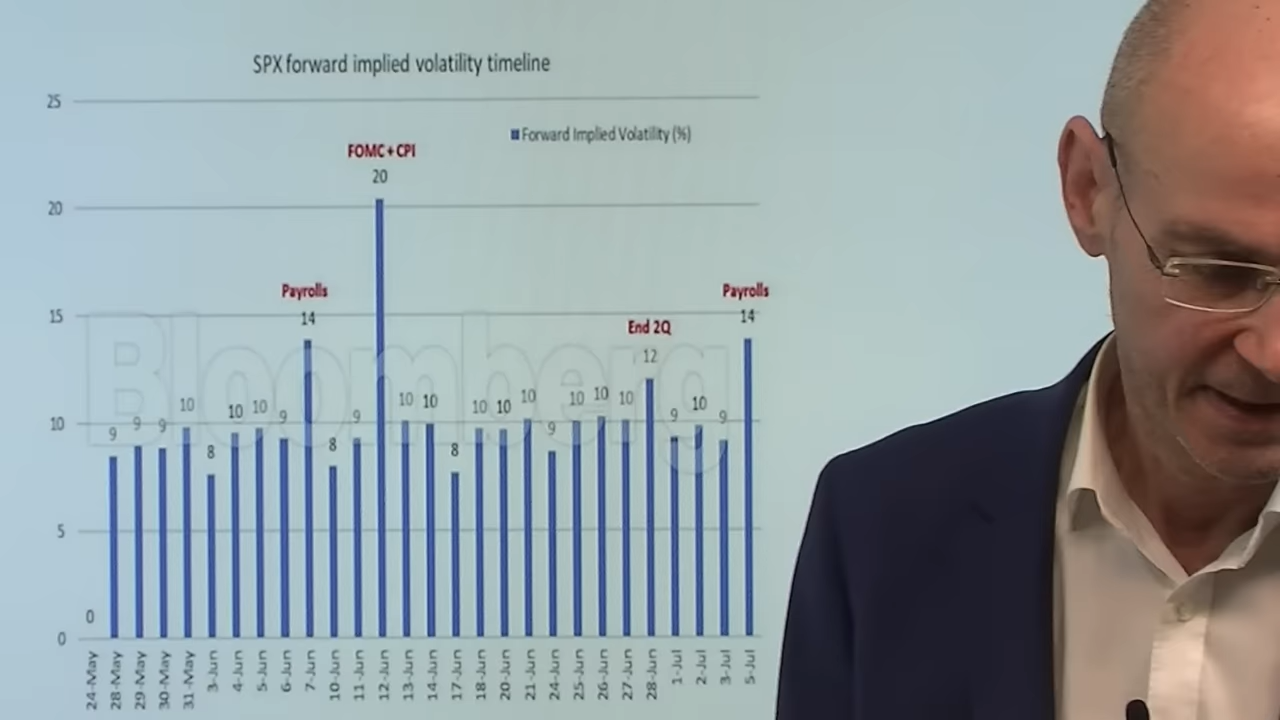 SPX forward implied volatility timeline
25
Forward Implied Volatility (%)
FOMC + CPI
20
20
Payrolls
Payrolls
15
14
14
End 2Q
12
Bloomberg
10
9 9 9 10 8 10 10 9 8 9 10 10 8 10 10 10 9 10 10 10 9 10 9
5
0
0
24-May 28-May 29-May 30-May 31-May 3-Jun 4-Jun 5-Jun 6-Jun 7-Jun 10-Jun 11-Jun 12-Jun 13-Jun 14-Jun 17-Jun 18-Jun 20-Jun 21-Jun 24-Jun 25-Jun 26-Jun 27-Jun 28-Jun 1-Jul 2-Jul 3-Jul 5-Jul